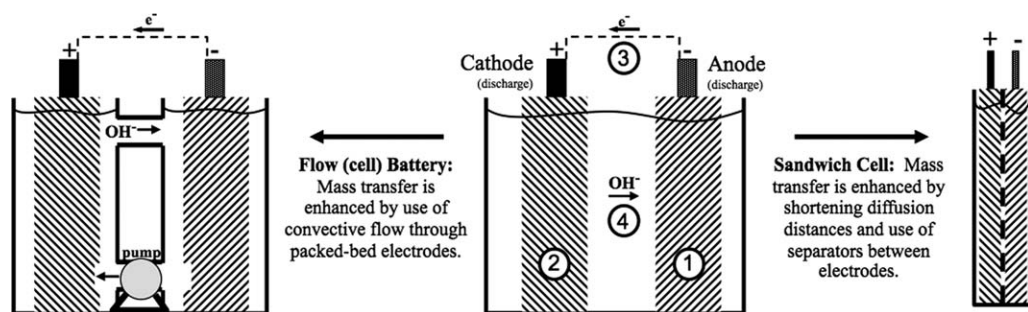 e⁻
+
-
OH⁻
pump
Flow (cell) Battery:
Mass transfer is
enhanced by use of
convective flow through
packed-bed electrodes.
e⁻
+
-
3
Cathode
(discharge)
Anode
(discharge)
OH⁻
4
2
1
Sandwich Cell: Mass
transfer is enhanced by
shortening diffusion
distances and use of
separators between
electrodes.
+
-